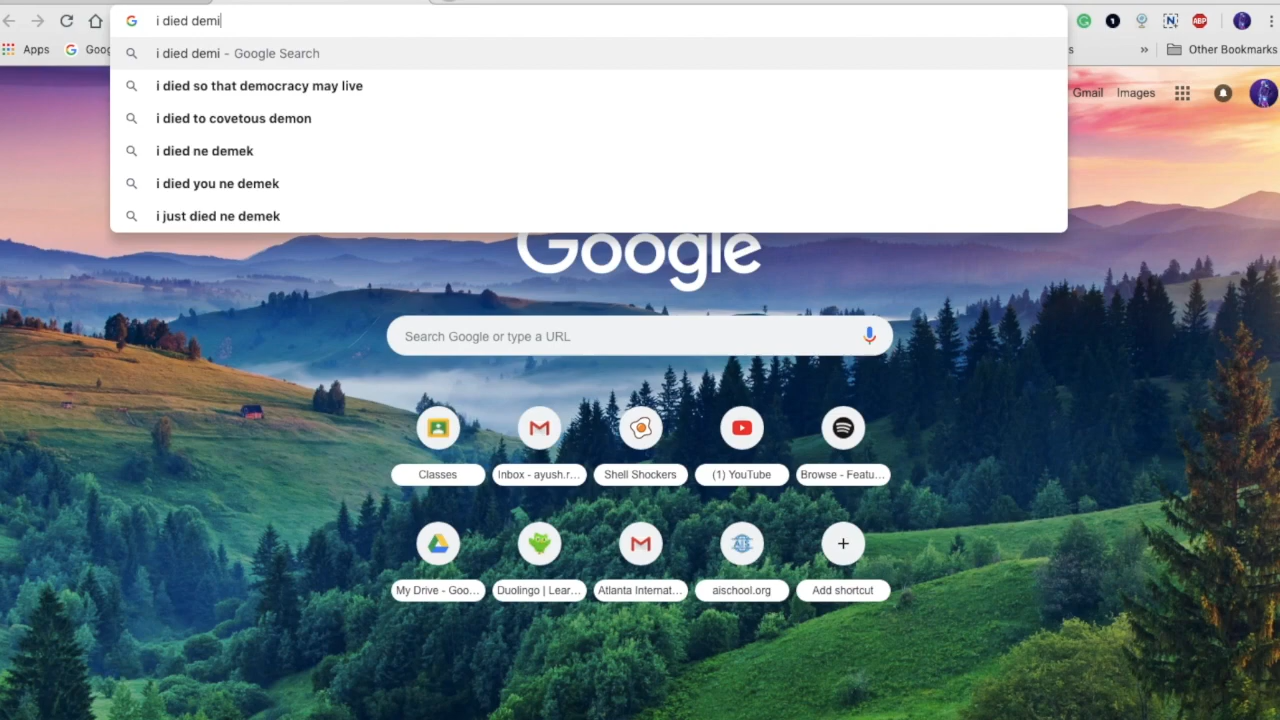 i died demi
Apps Goo
s » Other Bookmarks
i died demi - Google Search
i died so that democracy may live
i died to covetous demon
i died ne demek
i died you ne demek
i just died ne demek
Gmail Images
Google
Search Google or type a URL
Classes Inbox - ayush.r... Shell Shockers (1) YouTube Browse - Featu...
My Drive - Goo... Duolingo | Lear... Atlanta Internat... aischool.org Add shortcut
ABP